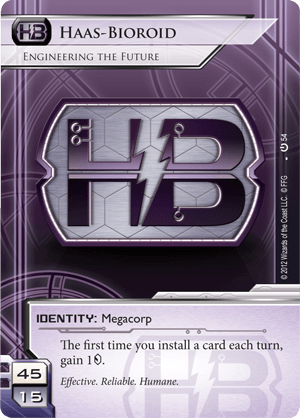 HB
HAAS-BIOROID
ENGINEERING THE FUTURE
HB
54
© 2012 Wizards of the Coast LLC. © FFG
IDENTITY: Megacorp
The first time you install a card each turn,
gain 1.
Effective. Reliable. Humane.
45
15